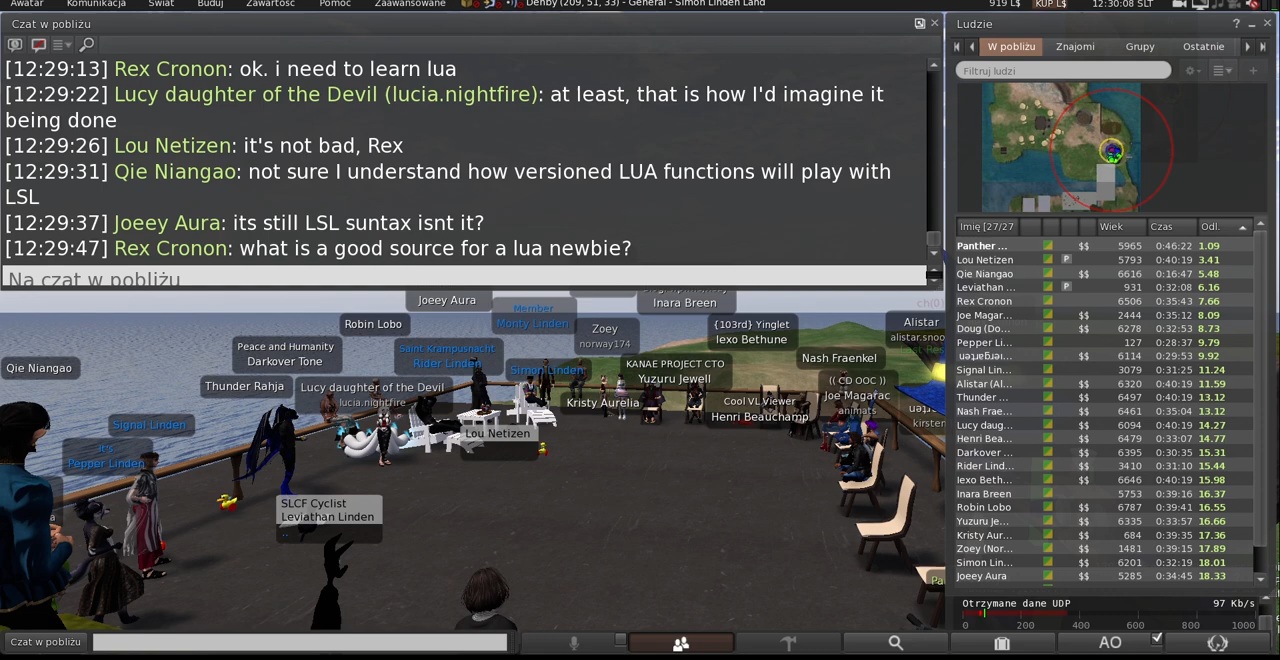 Awatar Komunikacja Świat Buduj Zawartość Pomoc Zaawansowane Denby (209, 51, 33) - General - Simon Linden Land 919 L$ KUP L$ 12:30:08 SLT
Czat w pobliżu
[12:29:13] Rex Cronon: ok. i need to learn lua
[12:29:22] Lucy daughter of the Devil (lucia.nightfire): at least, that is how I'd imagine it
being done
[12:29:26] Lou Netizen: it's not bad, Rex
[12:29:31] Qie Niangao: not sure I understand how versioned LUA functions will play with
LSL
[12:29:37] Joeey Aura: its still LSL suntax isnt it?
[12:29:47] Rex Cronon: what is a good source for a lua newbie?
Na czat w pobliżu
Joeey Aura
Inara Breen
Member
Monty Linden
Robin Lobo
Zoey
norway174
{103rd} Yinglet
Iexo Bethune
Alistar
alistar.snoo
Peace and Humanity
Darkover Tone
Saint Krampusnacht
Rider Linden
Simon Linden
KANAE PROJECT CTO
Yuzuru Jewell
Nash Fraenkel
Qie Niangao
Thunder Rahja
Lucy daughter of the Devil
lucia.nightfire
Kristy Aurelia
Cool VL Viewer
Henri Beauchamp
(( CD OOC ))
Joe Magarac
animats
kirsten
Signal Linden
It's
Pepper Linden
Lou Netizen
SLCF Cyclist
Leviathan Linden
..
Czat w pobliżu
Ludzie
W pobliżu Znajomi Grupy Ostatnie
Filtruj ludzi
Imię [27/27 Wiek Czas Odl.
Panther ... $$ 5965 0:46:22 1.09
Lou Netizen P 5793 0:40:19 3.41
Qie Niangao $$ 6616 0:16:47 5.48
Leviathan ... P 931 0:32:08 6.16
Rex Cronon 6506 0:35:43 7.66
Joe Magar... $$ 2444 0:35:12 8.09
Doug (Do... $$ 6278 0:32:53 8.73
Pepper Li... 127 0:28:37 9.79
$$ 6114 0:29:53 9.92
Signal Lin... 3079 0:31:25 11.24
Alistar (Al... $$ 6320 0:40:19 11.59
Thunder ... $$ 6497 0:40:19 13.12
Nash Frae... $$ 6461 0:35:04 13.12
Lucy daug... $$ 6094 0:40:19 14.27
Henri Bea... $$ 6479 0:33:07 14.77
Darkover ... $$ 6395 0:30:35 15.31
Rider Lind... $$ 3410 0:31:10 15.44
Iexo Beth... $$ 6646 0:40:19 15.98
Inara Breen 5753 0:39:16 16.37
Robin Lobo $$ 6787 0:39:41 16.55
Yuzuru Je... $$ 6335 0:33:57 16.66
Kristy Aur... $$ 684 0:39:35 17.36
Zoey (Nor... $$ 1481 0:39:15 17.89
Simon Lin... $$ 6201 0:32:19 18.01
Joeey Aura $$ 5285 0:34:45 18.33
Otrzymane dane UDP 97 Kb/s
0 200 400 600 800 1000
AO